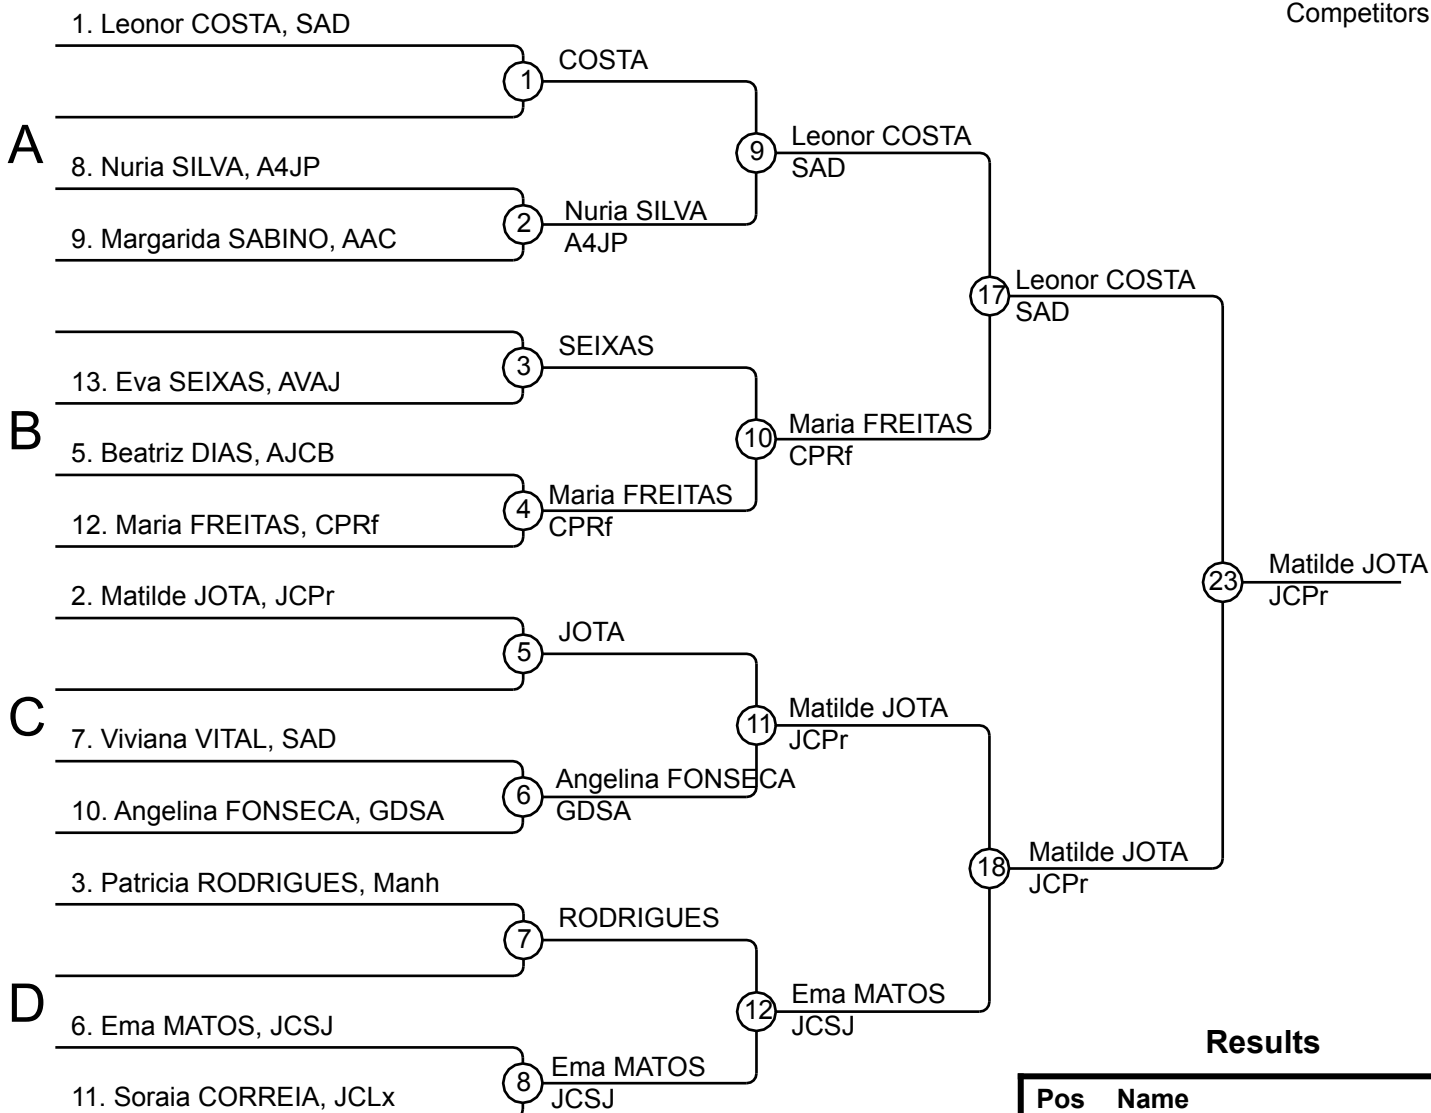 Competitors
1. Leonor COSTA, SAD
1
COSTA
A
8. Nuria SILVA, A4JP
9. Margarida SABINO, AAC
2
Nuria SILVA
A4JP
9
Leonor COSTA
SAD
B
13. Eva SEIXAS, AVAJ
3
SEIXAS
5. Beatriz DIAS, AJCB
12. Maria FREITAS, CPRf
4
Maria FREITAS
CPRf
10
Maria FREITAS
CPRf
17
Leonor COSTA
SAD
C
2. Matilde JOTA, JCPr
5
JOTA
7. Viviana VITAL, SAD
10. Angelina FONSECA, GDSA
6
Angelina FONSECA
GDSA
11
Matilde JOTA
JCPr
D
3. Patricia RODRIGUES, Manh
7
RODRIGUES
6. Ema MATOS, JCSJ
11. Soraia CORREIA, JCLx
8
Ema MATOS
JCSJ
12
Ema MATOS
JCSJ
18
Matilde JOTA
JCPr
23
Matilde JOTA
JCPr
Results
Pos Name